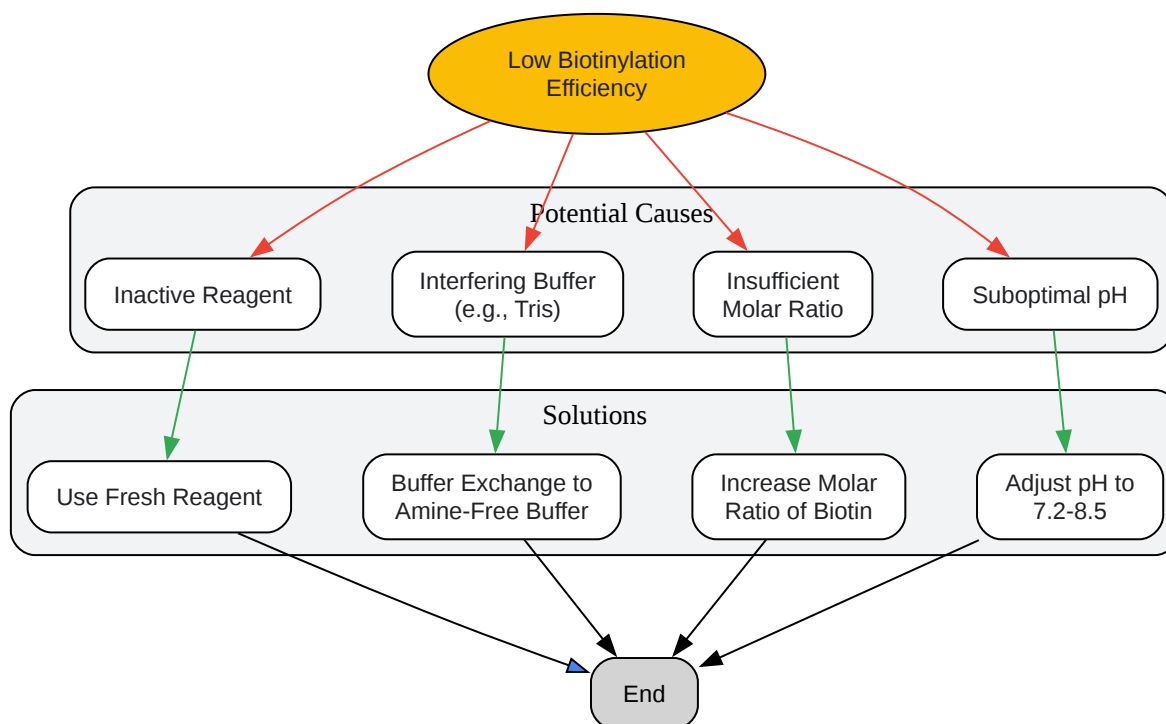 Low Biotinylation
Efficiency
Potential Causes
Inactive Reagent
Interfering Buffer
(e.g., Tris)
Insufficient
Molar Ratio
Suboptimal pH
Solutions
Use Fresh Reagent
Buffer Exchange to
Amine-Free Buffer
Increase Molar
Ratio of Biotin
Adjust pH to
7.2-8.5
End